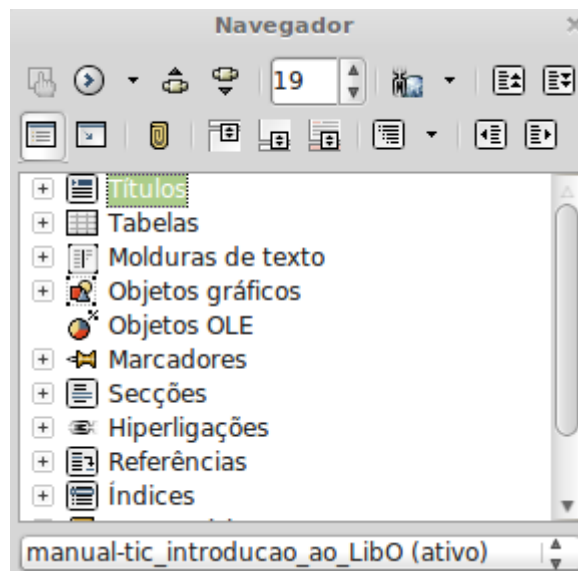 Navegador
19
Títulos
Tabelas
Molduras de texto
Objetos gráficos
Objetos OLE
Marcadores
Secções
Hiperligações
Referências
Índices
manual-tic_introducao_ao_LibO (ativo)